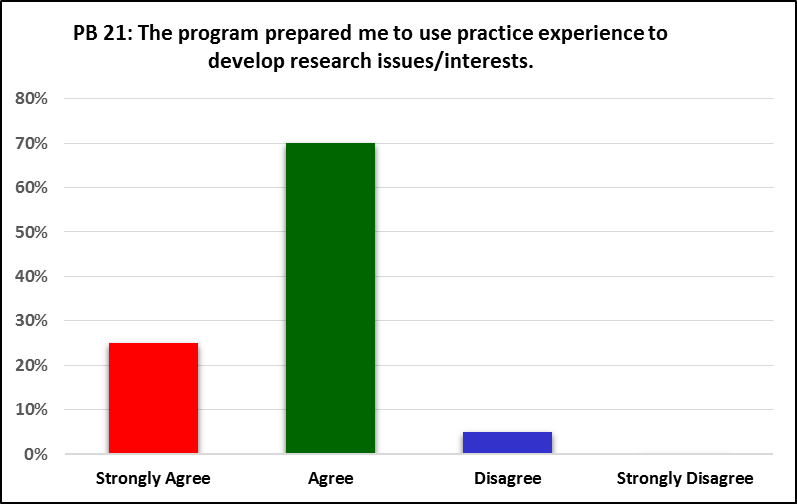 PB 21: The program prepared me to use practice experience to
develop research issues/interests.
80%
70%
60%
50%
40%
30%
20%
10%
0%
Strongly Agree
Agree
Disagree
Strongly Disagree